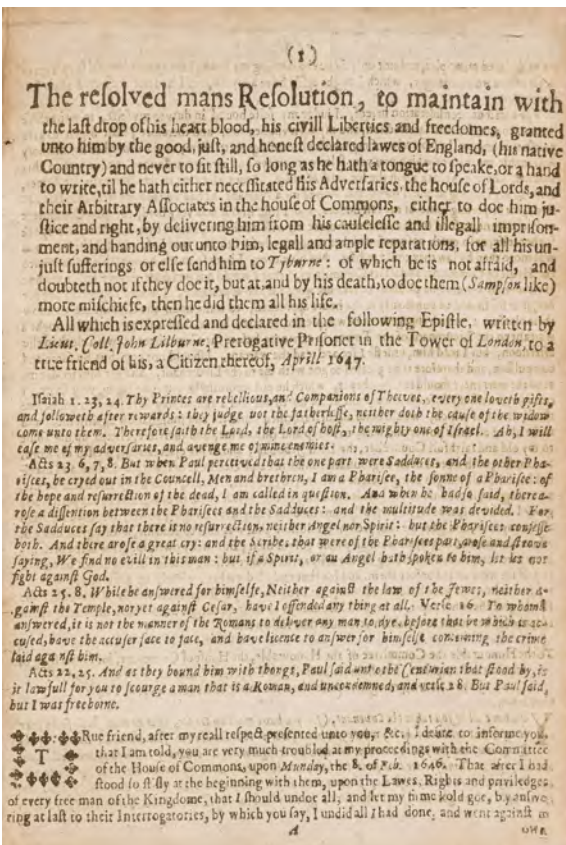 (1)
The resolved mans Resolution, to maintain with
the last drop of his heart blood, his civill Liberties and freedomes, granted
unto him by the good, just, and honest declared lawes of England, (his native
Country) and never to sit still, so long as he hath a tongue to speake, or a hand
to write, til he hath either necessitated his Adversaries, the house of Lords, and
their Arbitrary Associates in the house of Commons, either to doe him ju-
stice and right, by delivering him from his causelesse and illegall imprison-
ment, and handing out unto him, legall and ample reparations, for all his un-
just sufferings or else send him to Tyburne: of which he is not afraid, and
doubteth not if they doe it, but at, and by his death, to doe them (Sampson like)
more mischiefe, then he did them all his life.
All which is expressed and declared in the following Epistle, written by
Lieut. Coll. John Lilburne, Prerogative Prisoner in the Tower of London, to a
true friend of his, a Citizen thereof, Aprill 1647.
Isaiah 1. 23, 24. Thy Princes are rebellious, and Companions of Theeves, every one loveth gifts,
and followeth after rewards: they judge not the fatherlesse, neither doth the cause of the widow
come unto them. Therefore saith the Lord, the Lord of host, the mighty one of Israel. Ah, I will
ease me of my adversaries, and avenge me of mine enemies.
Acts 23. 6, 7, 8. But when Paul perceived that the one part were Sadduces, and the other Pha-
risees, he cryed out in the Councell, Men and brethren, I am a Pharisee, the sonne of a Pharisee: of
the hope and resurrection of the dead, I am called in question. And when he had so said, there a-
rose a dissention between the Pharisees and the Sadduces: and the multitude was devided. For
the Sadduces say that there is no resurrection, neither Angel nor Spirit: but the Pharisees confesse
both. And there arose a great cry: and the Scribes that were of the Pharisees part, arose and strove
saying, We find no evill in this man: but if a Spirit, or an Angel hath spoken to him, let us not
fight against God.
Acts 25. 8, While he answered for himselfe, Neither against the law of the Jewes, neither a-
gainst the Temple, nor yet against Cesar, have I offended any thing at all. Verse 16. To whom I
answered, it is not the manner of the Romans to deliver any man to dye, before that he which is ac-
cused, have the accuser face to face, and have licence to answer for himselfe concerning the crime
laid against him.
Acts 22, 25. And as they bound him with thongs, Paul said unto the Centurian that stood by, is
it lawfull for you to scourge a man that is a Roman, and uncondemned, and verse 28. But Paul said,
but I was free borne.
TRue friend, after my reall respect presented unto you, &c. I desire to informe you,
that I am told, you are very much troubled at my proceedings with the Committee
of the House of Commons, upon Munday, the 8. of Feb. 1646. That after I had
stood so stifly at the beginning with them, upon the Lawes, Rights and priviledges
of every free man of the Kingdome, that I should undoe all, and let my hold goe, by answe-
ring at last to their Interrogatories, by which you say, I undid all I had done, and went against m
A
own